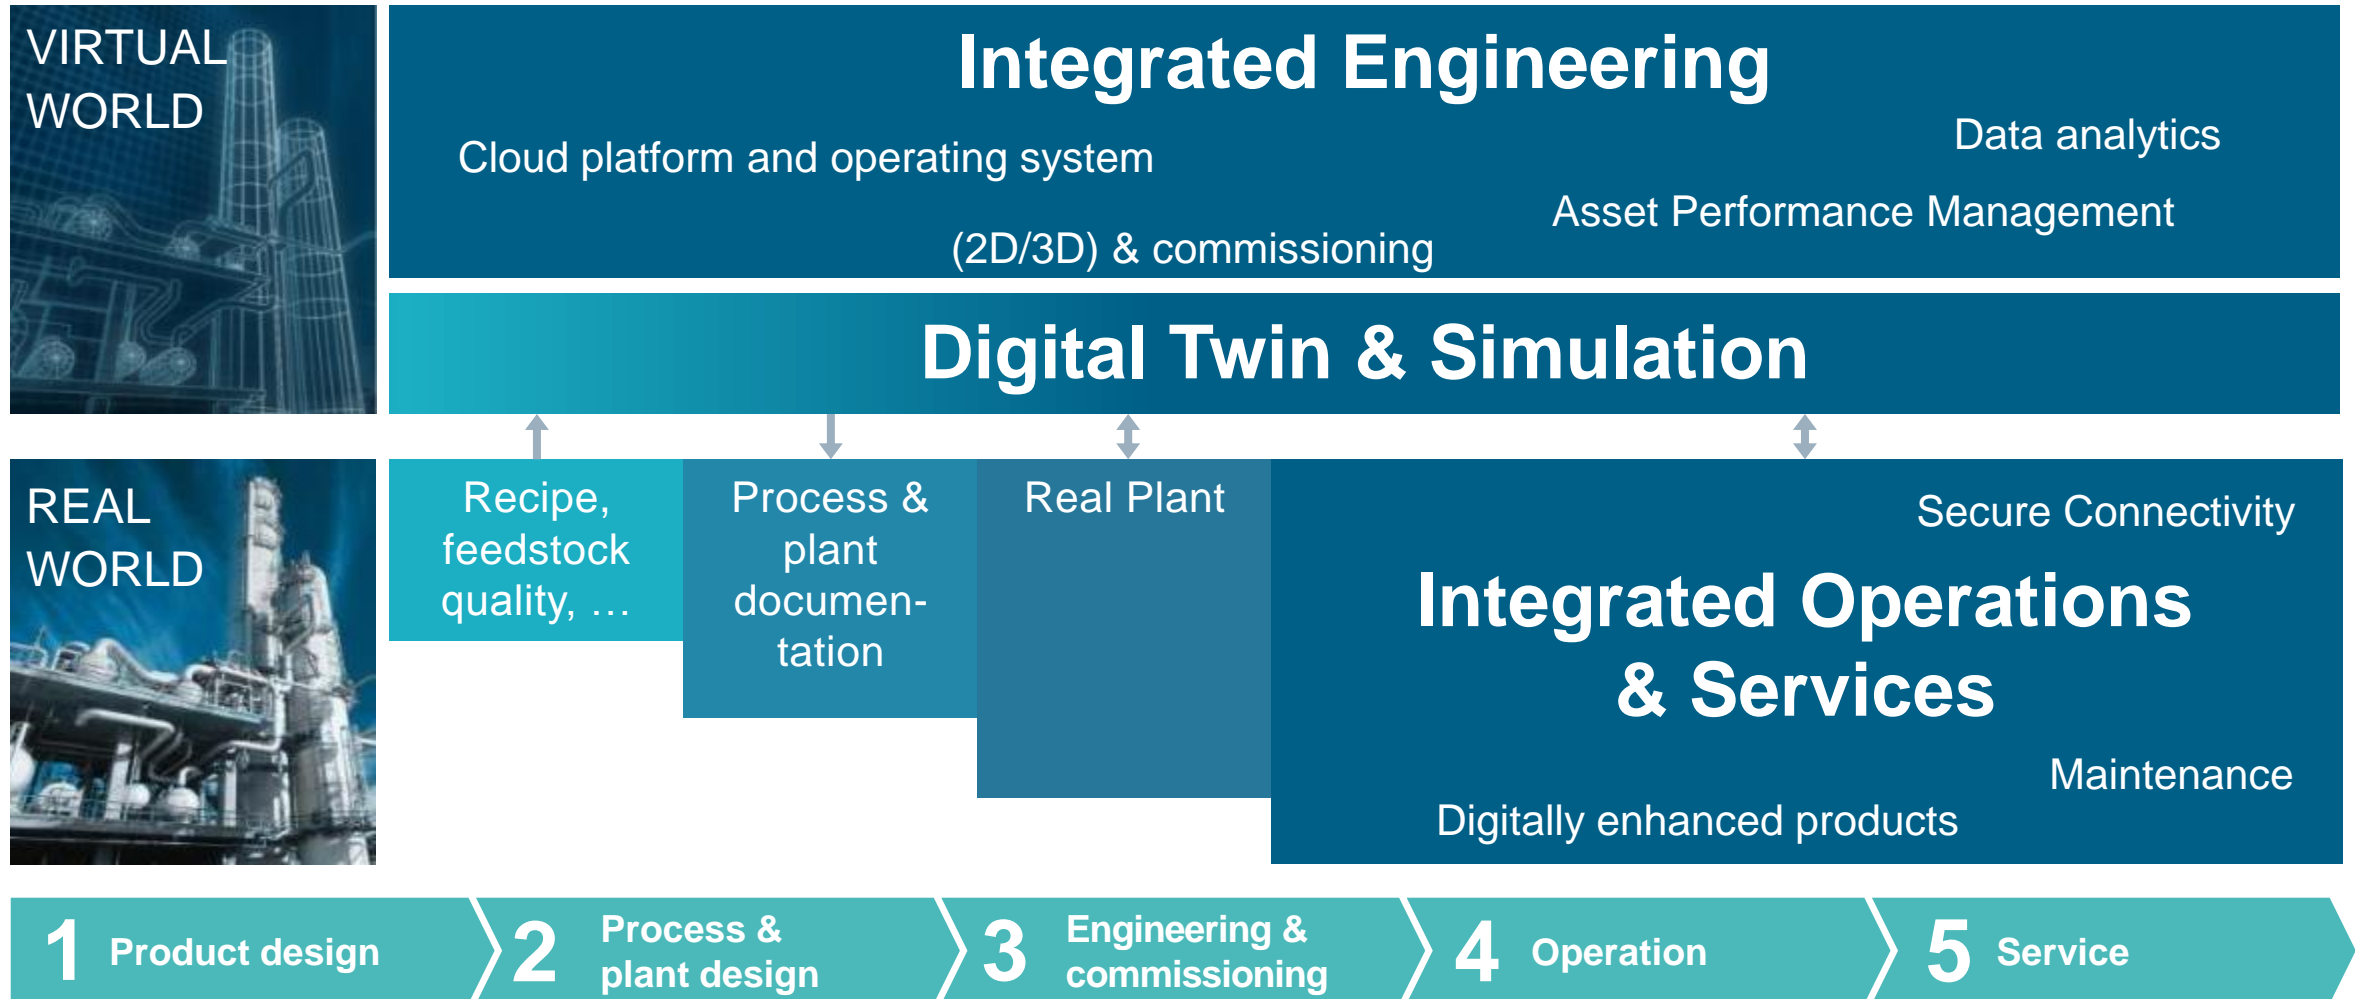 VIRTUAL
WORLD
Integrated Engineering
Data analytics
Cloud platform and operating system
Asset Performance Management
(2D/3D) & commissioning
Digital Twin & Simulation
REAL
WORLD
Recipe,
feedstock
quality, …
Process &
plant
documen-
tation
Real Plant
Secure Connectivity
Integrated Operations
& Services
Maintenance
Digitally enhanced products
1 Product design
2 Process &
plant design
3 Engineering &
commissioning
4 Operation
5 Service